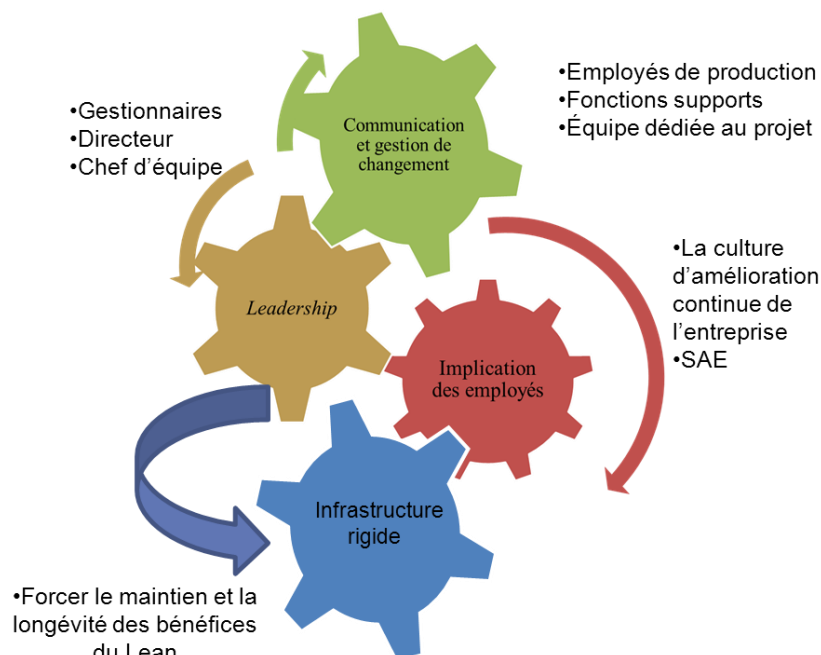 •Employés de production
•Fonctions supports
•Équipe dédiée au projet
•Gestionnaires
•Directeur
•Chef d’équipe
Communication
et gestion de
changement
•La culture
d’amélioration
continue de
l’entreprise
•SAE
Leadership
Implication
des employés
Infrastructure
rigide
•Forcer le maintien et la
longévité des bénéfices
du Lean